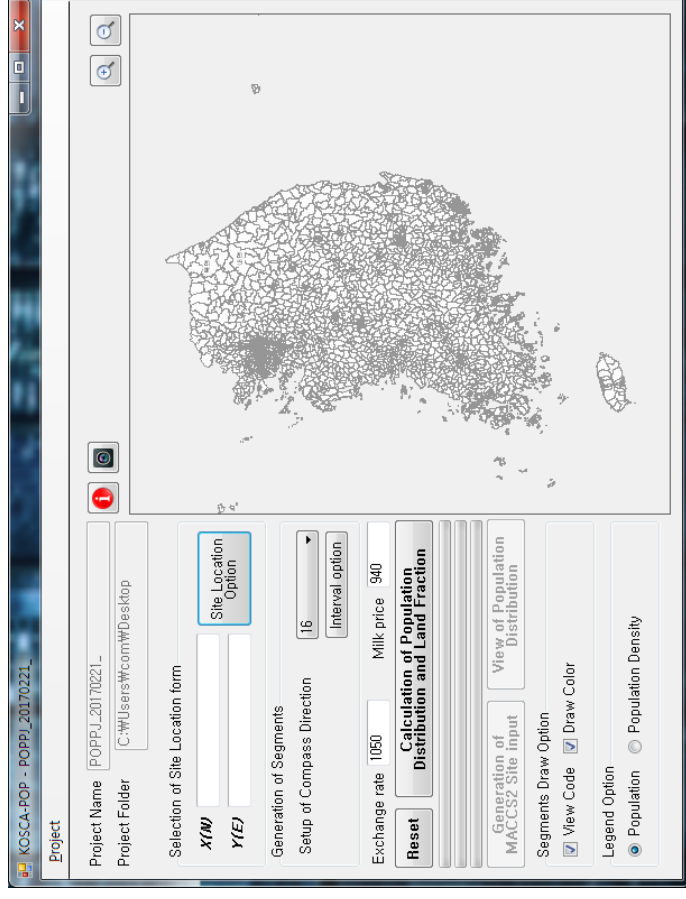 KOSCA-POP - POPPJ_20170221_
Project
Project Name POPPJ_20170221_
Project Folder C:₩Users₩com₩Desktop
Selection of Site Location form
X(N)
Y(E)
Site Location
Option
Generation of Segments
Setup of Compass Direction 16
Interval option
Exchange rate 1050 Milk price 940
Reset
Calculation of Population
Distribution and Land Fraction
Generation of
MACCS2 Site input
View of Population
Distribution
Segments Draw Option
View Code Draw Color
Legend Option
Population Population Density